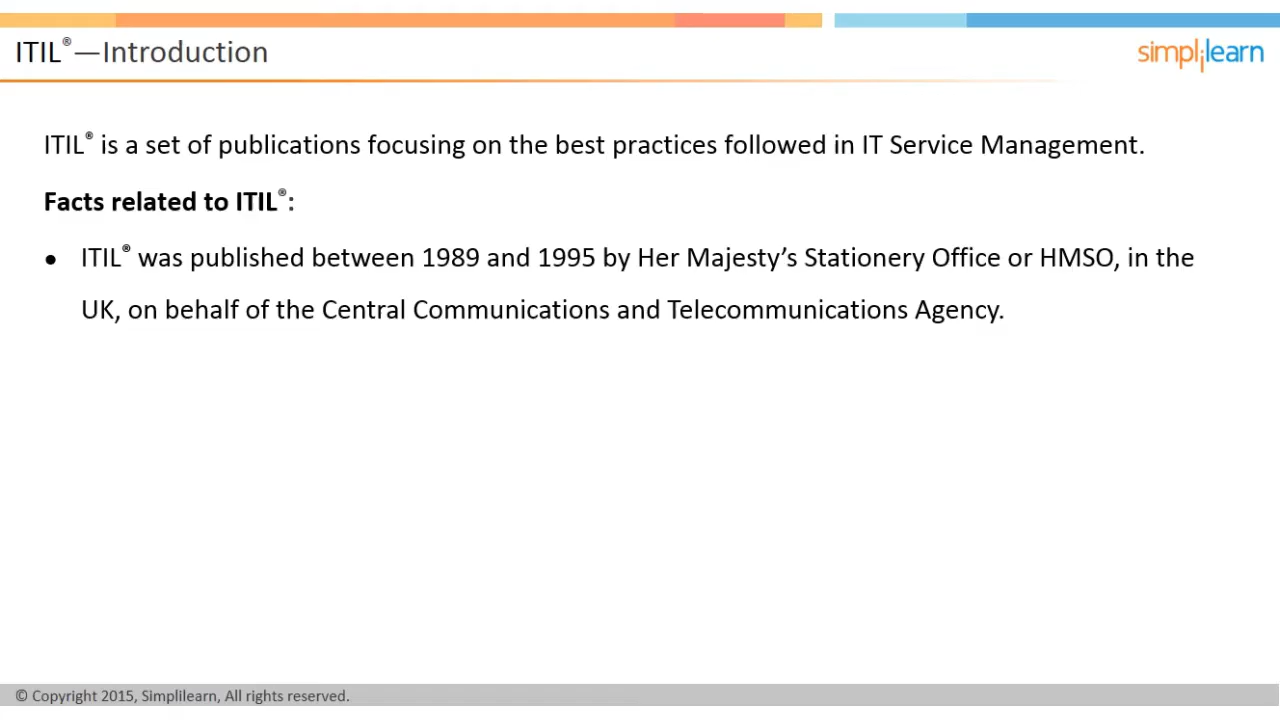 ITIL®—Introduction
simplilearn
ITIL® is a set of publications focusing on the best practices followed in IT Service Management.
Facts related to ITIL®:
• ITIL® was published between 1989 and 1995 by Her Majesty’s Stationery Office or HMSO, in the
UK, on behalf of the Central Communications and Telecommunications Agency.
© Copyright 2015, Simplilearn, All rights reserved.